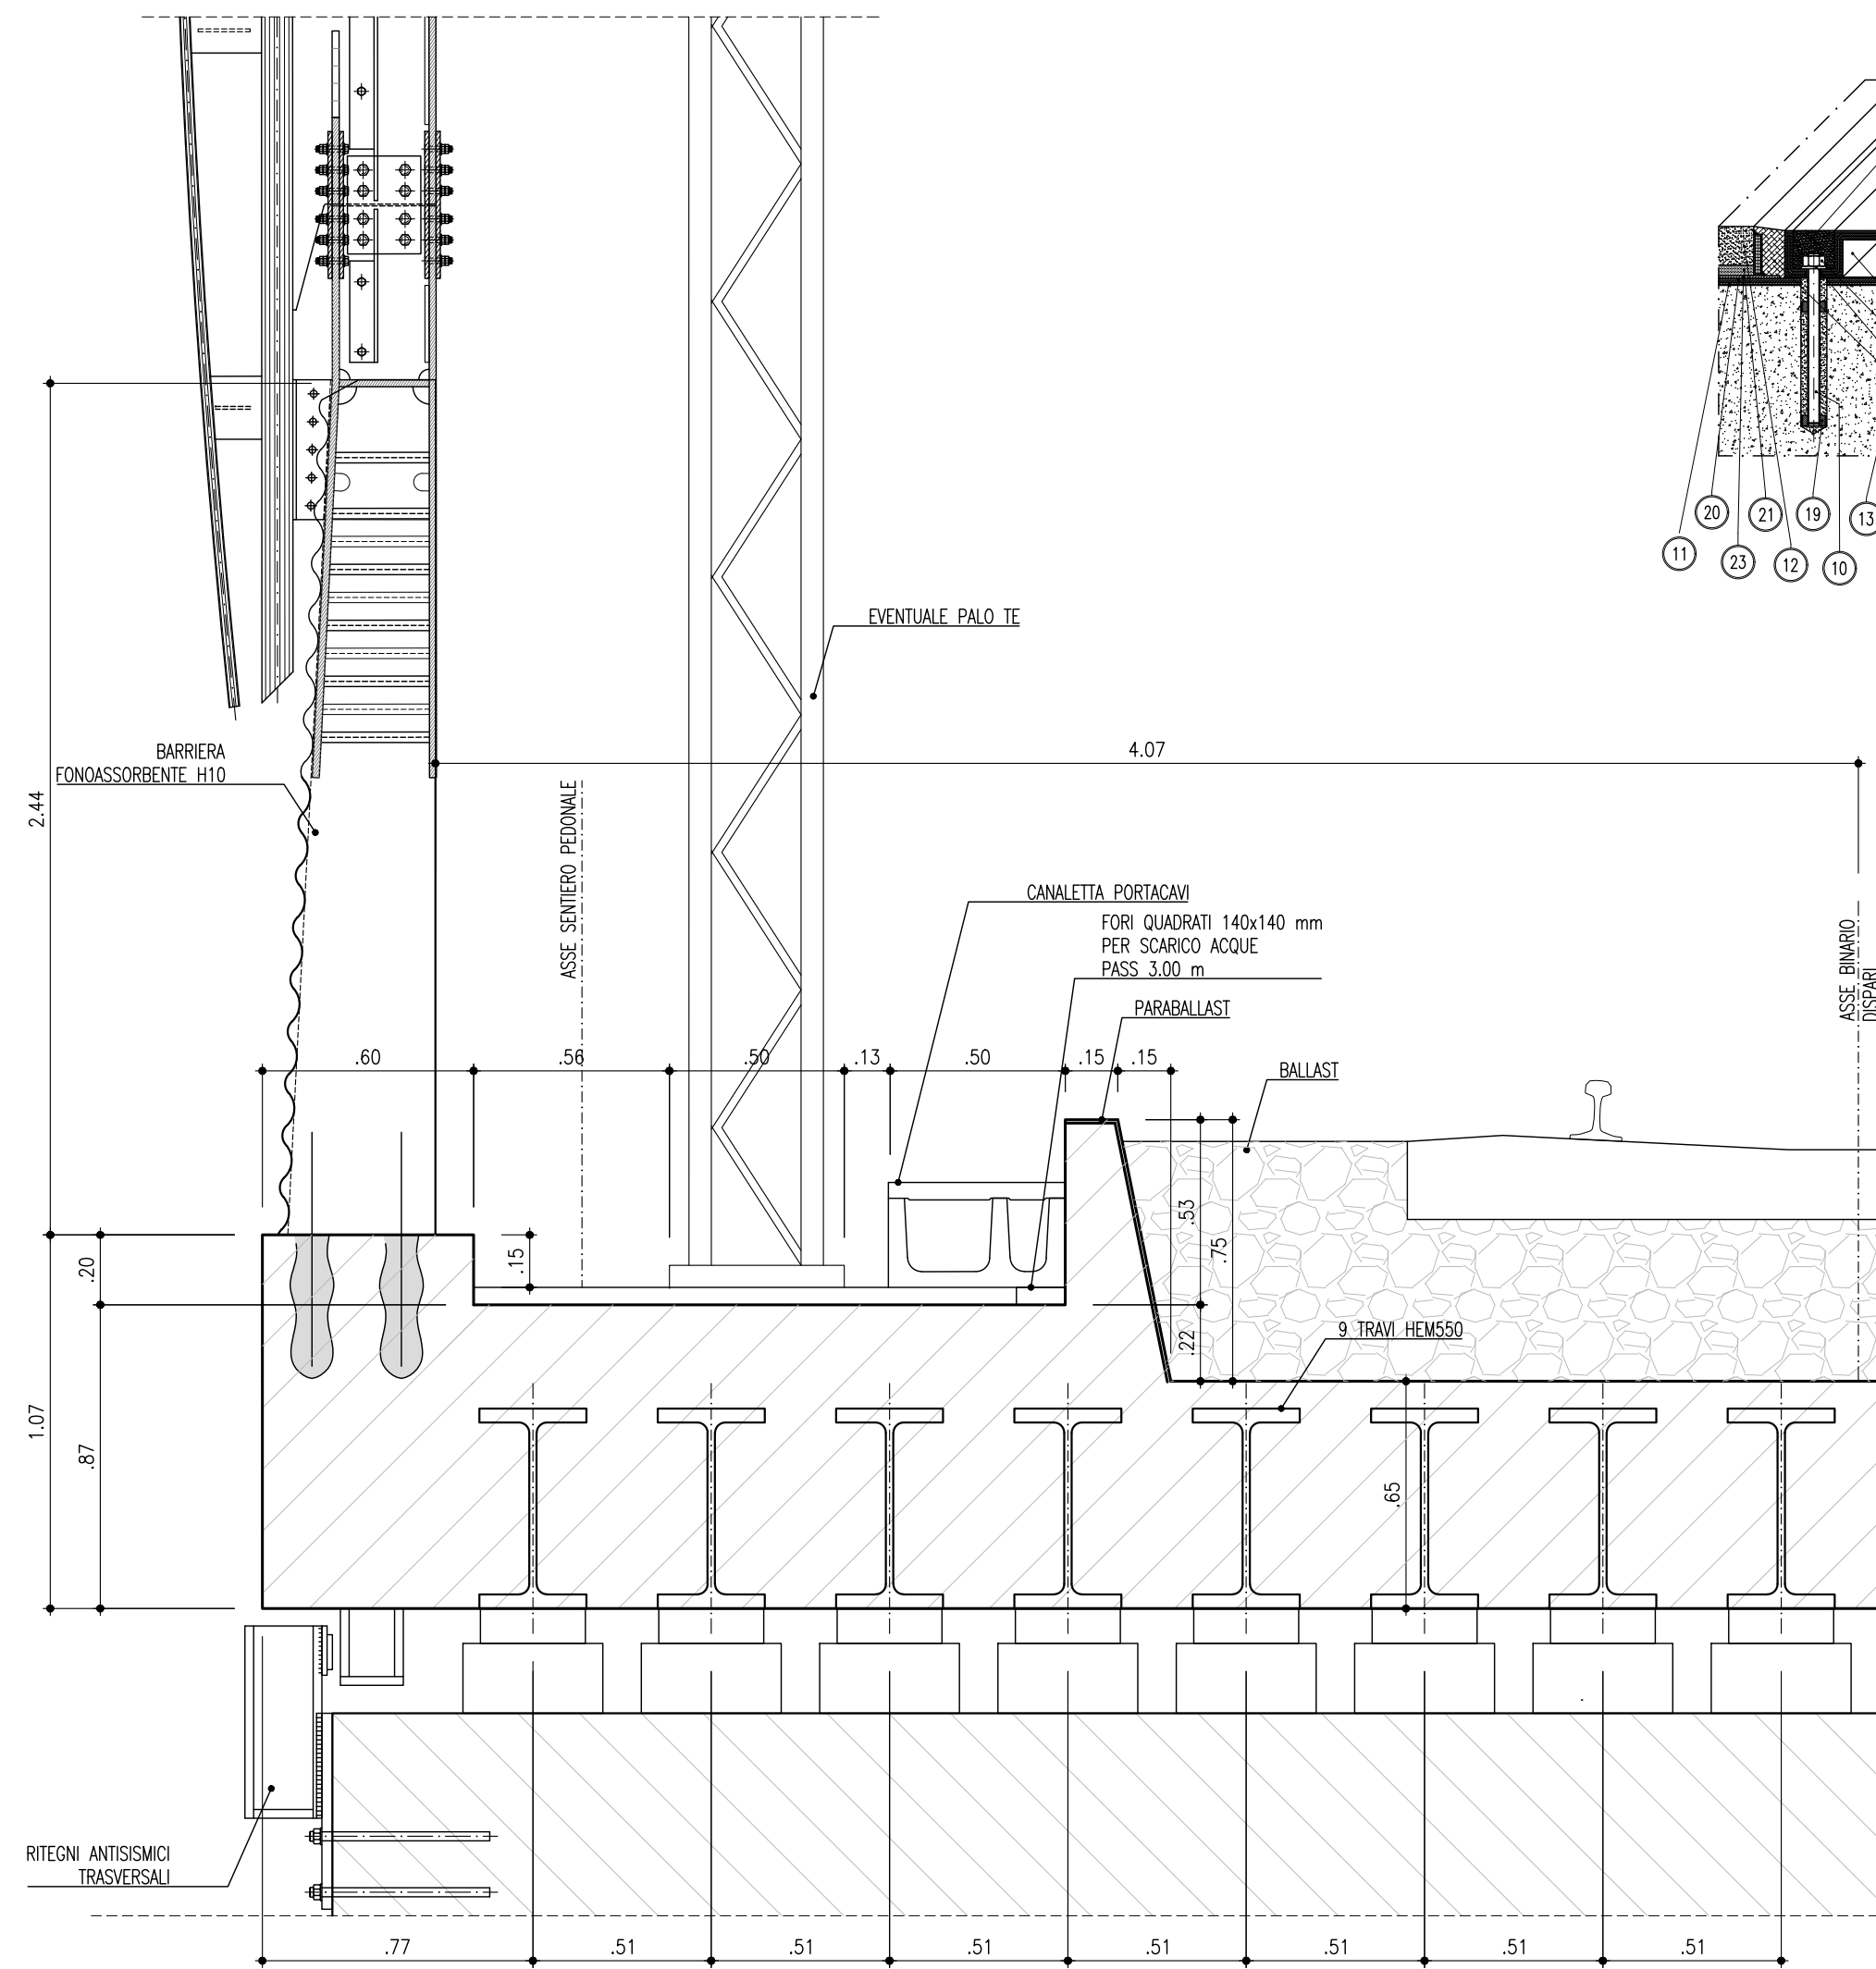 20
21
19
13
11
23
12
10
EVENTUALE PALO TE
BARRIERA
FONOASSORBENTE H10
4.07
2.44
ASSE SENTIERO PEDONALE
CANALETTA PORTACAVI
FORI QUADRATI 140x140 mm
PER SCARICO ACQUE
PASS 3.00 m
PARABALLAST
ASSE BINARIO
DISPARI
.60
.56
.50
.13
.50
.15
.15
BALLAST
.53
.75
.15
.20
.22
9 TRAVI HEM550
1.07
.87
.65
RITEGNI ANTISISMICI
TRASVERSALI
.77
.51
.51
.51
.51
.51
.51
.51